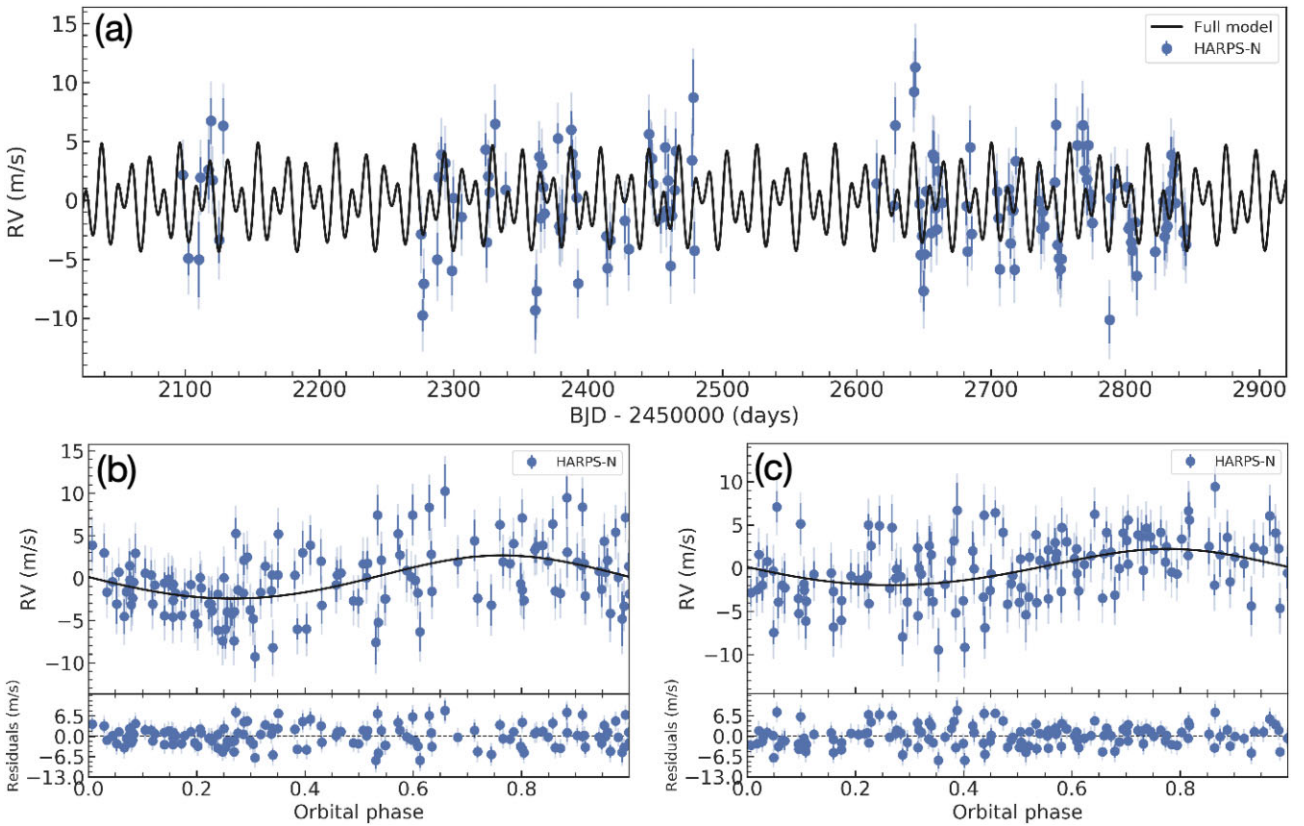 (a)
Full model
HARPS-N
15
10
5
0
−5
−10
RV (m/s)
2100 2200 2300 2400 2500 2600 2700 2800 2900
BJD - 2450000 (days)
(b)
HARPS-N
15
10
5
0
−5
−10
RV (m/s)
6.5
0.0
−6.5
−13.0
Residuals (m/s)
0.0 0.2 0.4 0.6 0.8
Orbital phase
(c)
HARPS-N
10
5
0
−5
−10
RV (m/s)
6.5
0.0
−6.5
−13.0
Residuals (m/s)
0.0 0.2 0.4 0.6 0.8
Orbital phase